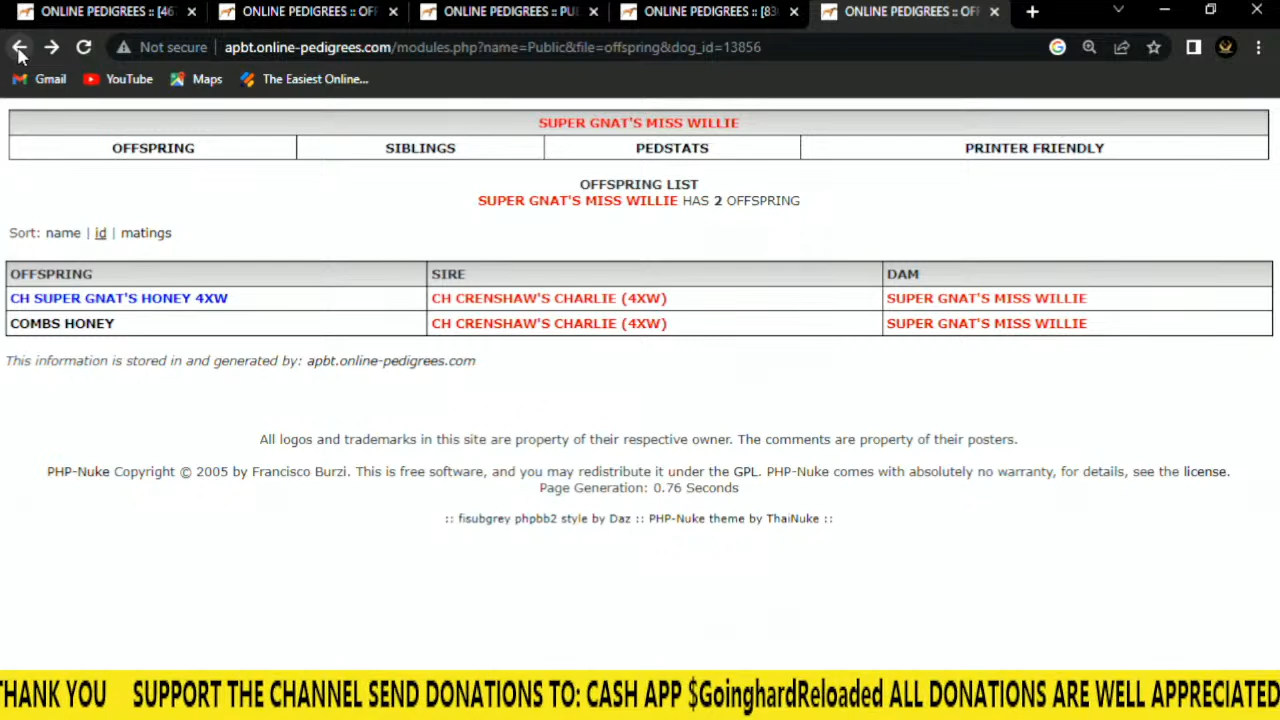 ONLINE PEDIGREES :: [46
ONLINE PEDIGREES :: OFF
ONLINE PEDIGREES :: PU
ONLINE PEDIGREES :: [83
ONLINE PEDIGREES :: OFF
Not secure apbt.online-pedigrees.com/modules.php?name=Public&file=offspring&dog_id=13856
Gmail YouTube Maps The Easiest Online...
SUPER GNAT'S MISS WILLIE
OFFSPRING SIBLINGS PEDSTATS PRINTER FRIENDLY
OFFSPRING LIST
SUPER GNAT'S MISS WILLIE HAS 2 OFFSPRING
Sort: name | id | matings
OFFSPRING SIRE DAM
CH SUPER GNAT'S HONEY 4XW CH CRENSHAW'S CHARLIE (4XW) SUPER GNAT'S MISS WILLIE
COMBS HONEY CH CRENSHAW'S CHARLIE (4XW) SUPER GNAT'S MISS WILLIE
This information is stored in and generated by: apbt.online-pedigrees.com
All logos and trademarks in this site are property of their respective owner. The comments are property of their posters.
PHP-Nuke Copyright © 2005 by Francisco Burzi. This is free software, and you may redistribute it under the GPL. PHP-Nuke comes with absolutely no warranty, for details, see the license.
Page Generation: 0.76 Seconds
:: fisubgrey phpbb2 style by Daz :: PHP-Nuke theme by ThaiNuke ::
THANK YOU SUPPORT THE CHANNEL SEND DONATIONS TO: CASH APP $GoinghardReloaded ALL DONATIONS ARE WELL APPRECIATED